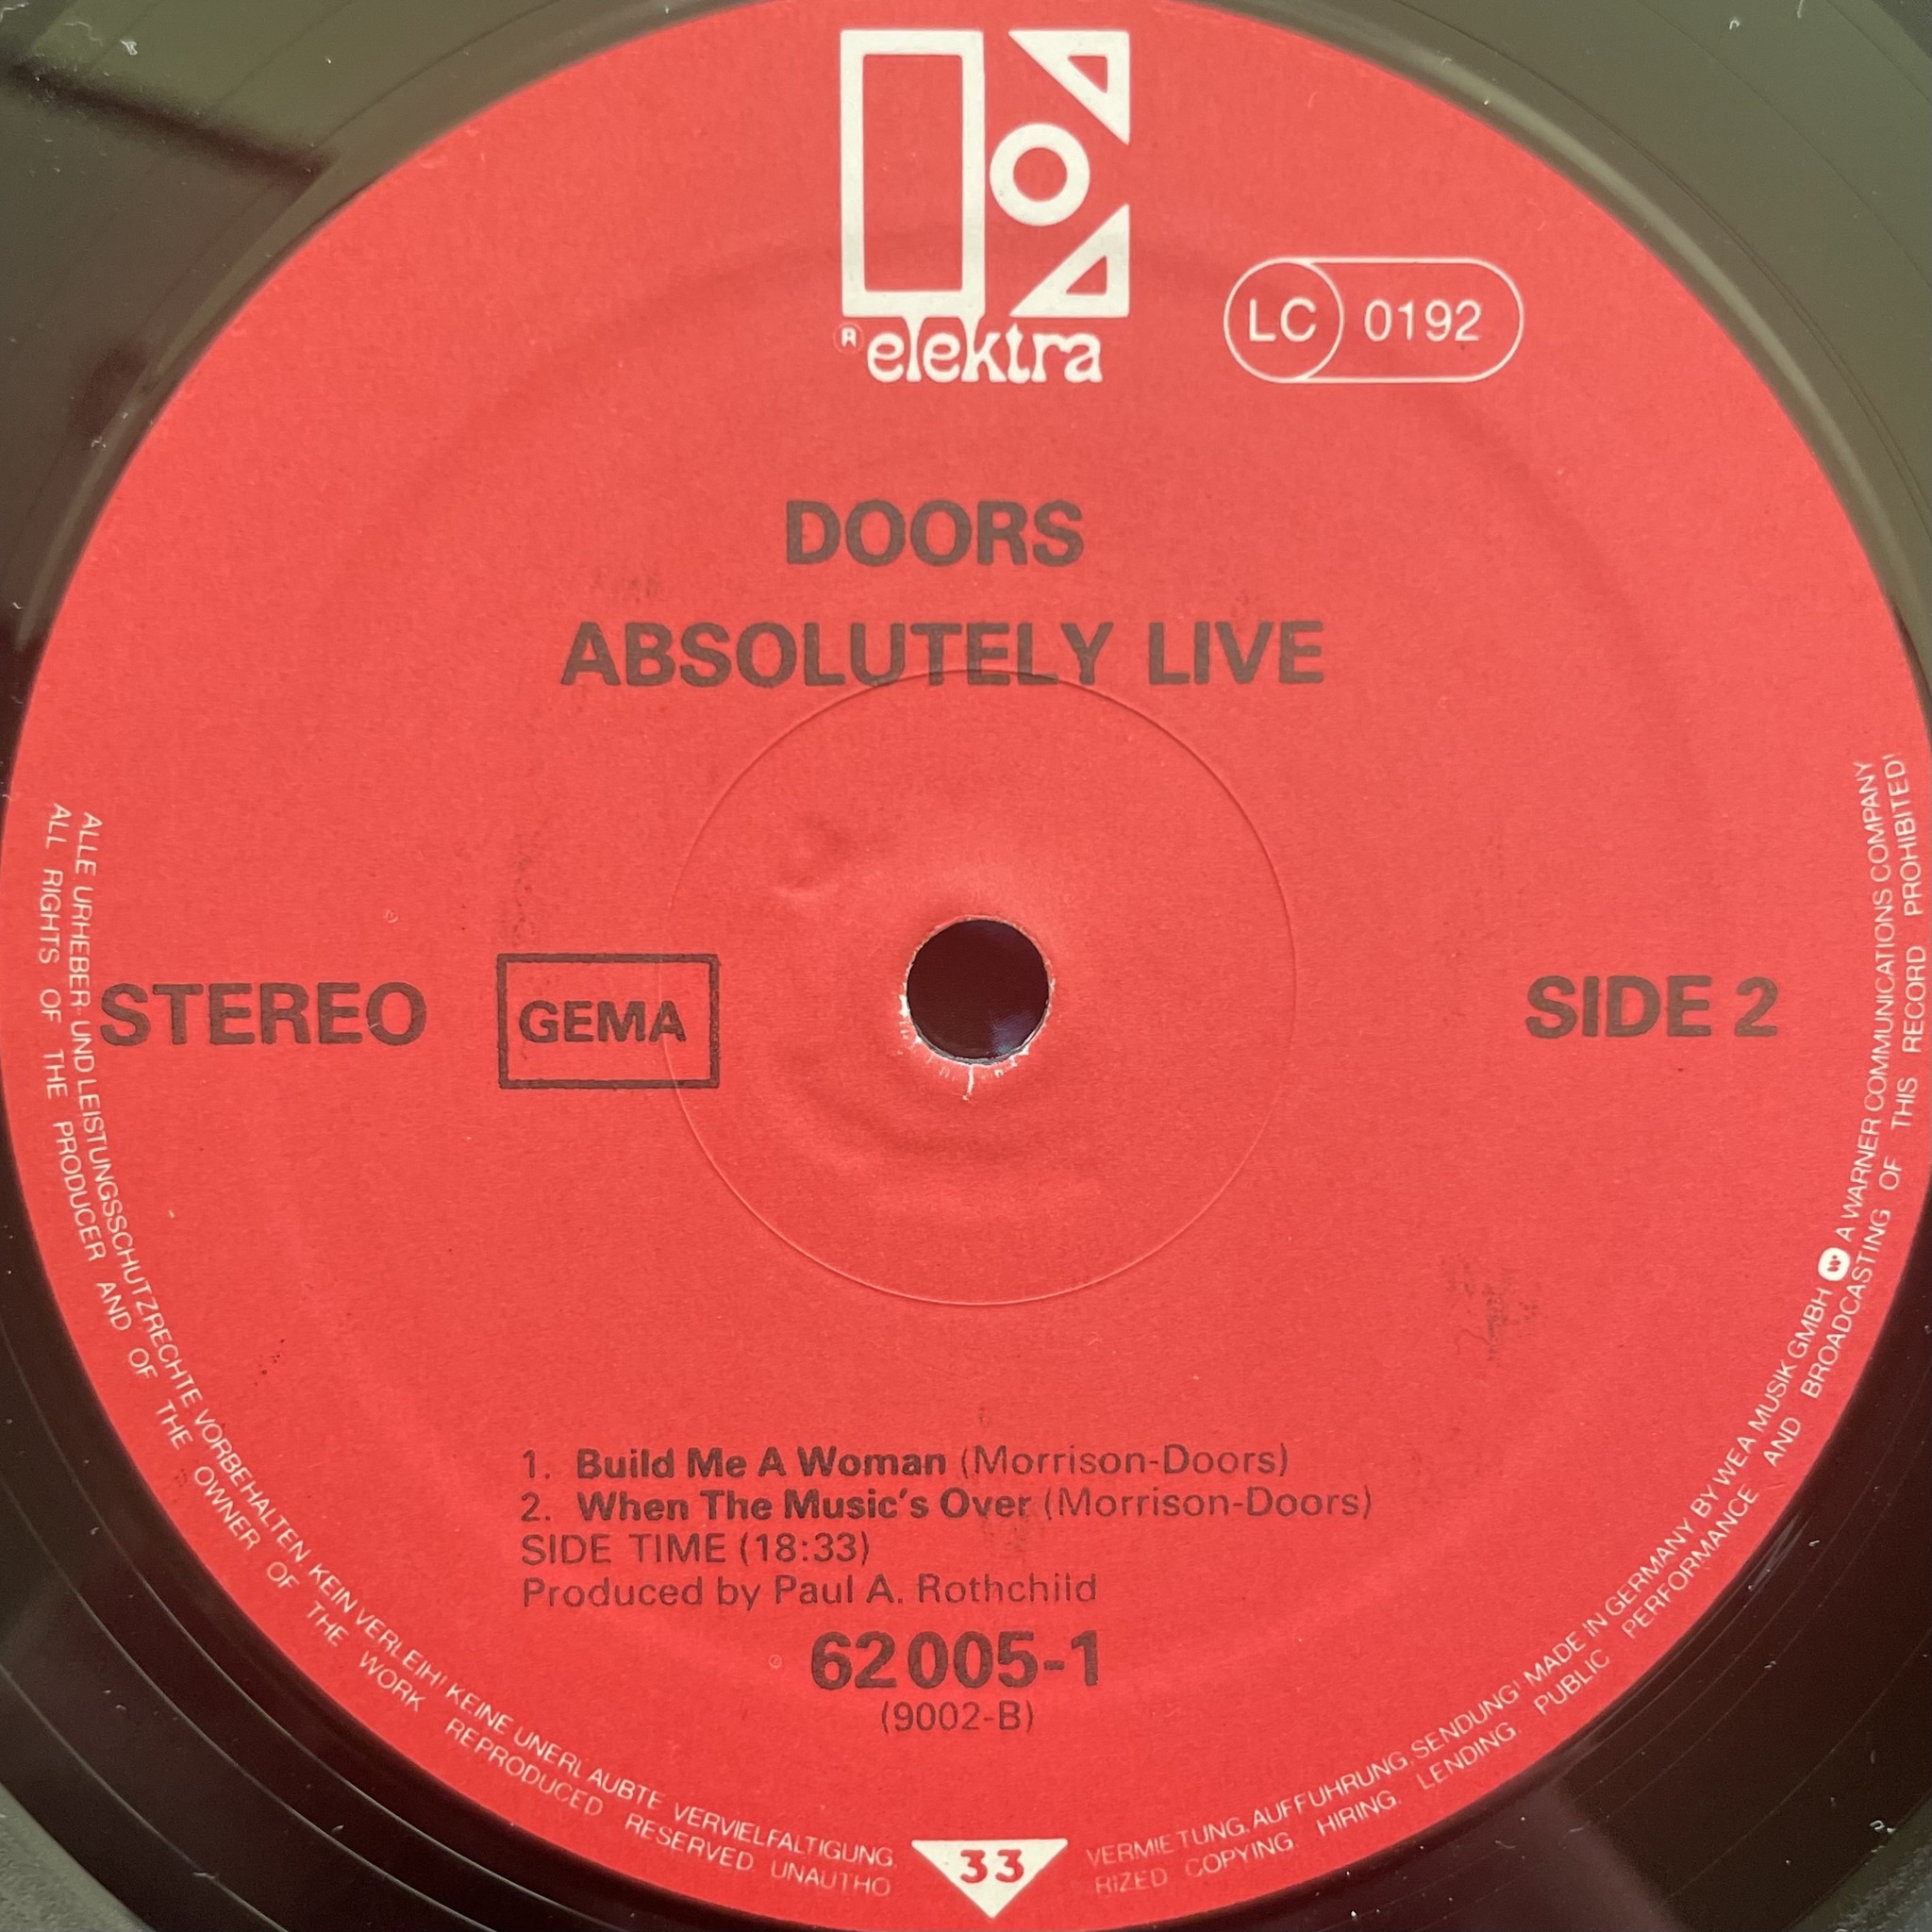 ® elektra
LC 0192
DOORS
ABSOLUTELY LIVE
STEREO
GEMA
SIDE 2
1. Build Me A Woman (Morrison-Doors)
2. When The Music's Over (Morrison-Doors)
SIDE TIME (18:33)
Produced by Paul A. Rothchild
62 005-1
(9002-B)
33
ALLE URHEBER- UND LEISTUNGSSCHUTZRECHTE VORBEHALTEN KEIN VERLEIH! KEINE UNERLAUBTE VERVIELFALTIGUNG, VERMIETUNG, AUFFUHRUNG, SENDUNG! MADE IN GERMANY BY WEA MUSIK GMBH W A WARNER COMMUNICATIONS COMPANY
ALL RIGHTS OF THE PRODUCER AND OF THE OWNER OF THE WORK REPRODUCED RESERVED UNAUTHORIZED COPYING, HIRING, LENDING, PUBLIC PERFORMANCE AND BROADCASTING OF THIS RECORD PROHIBITED!